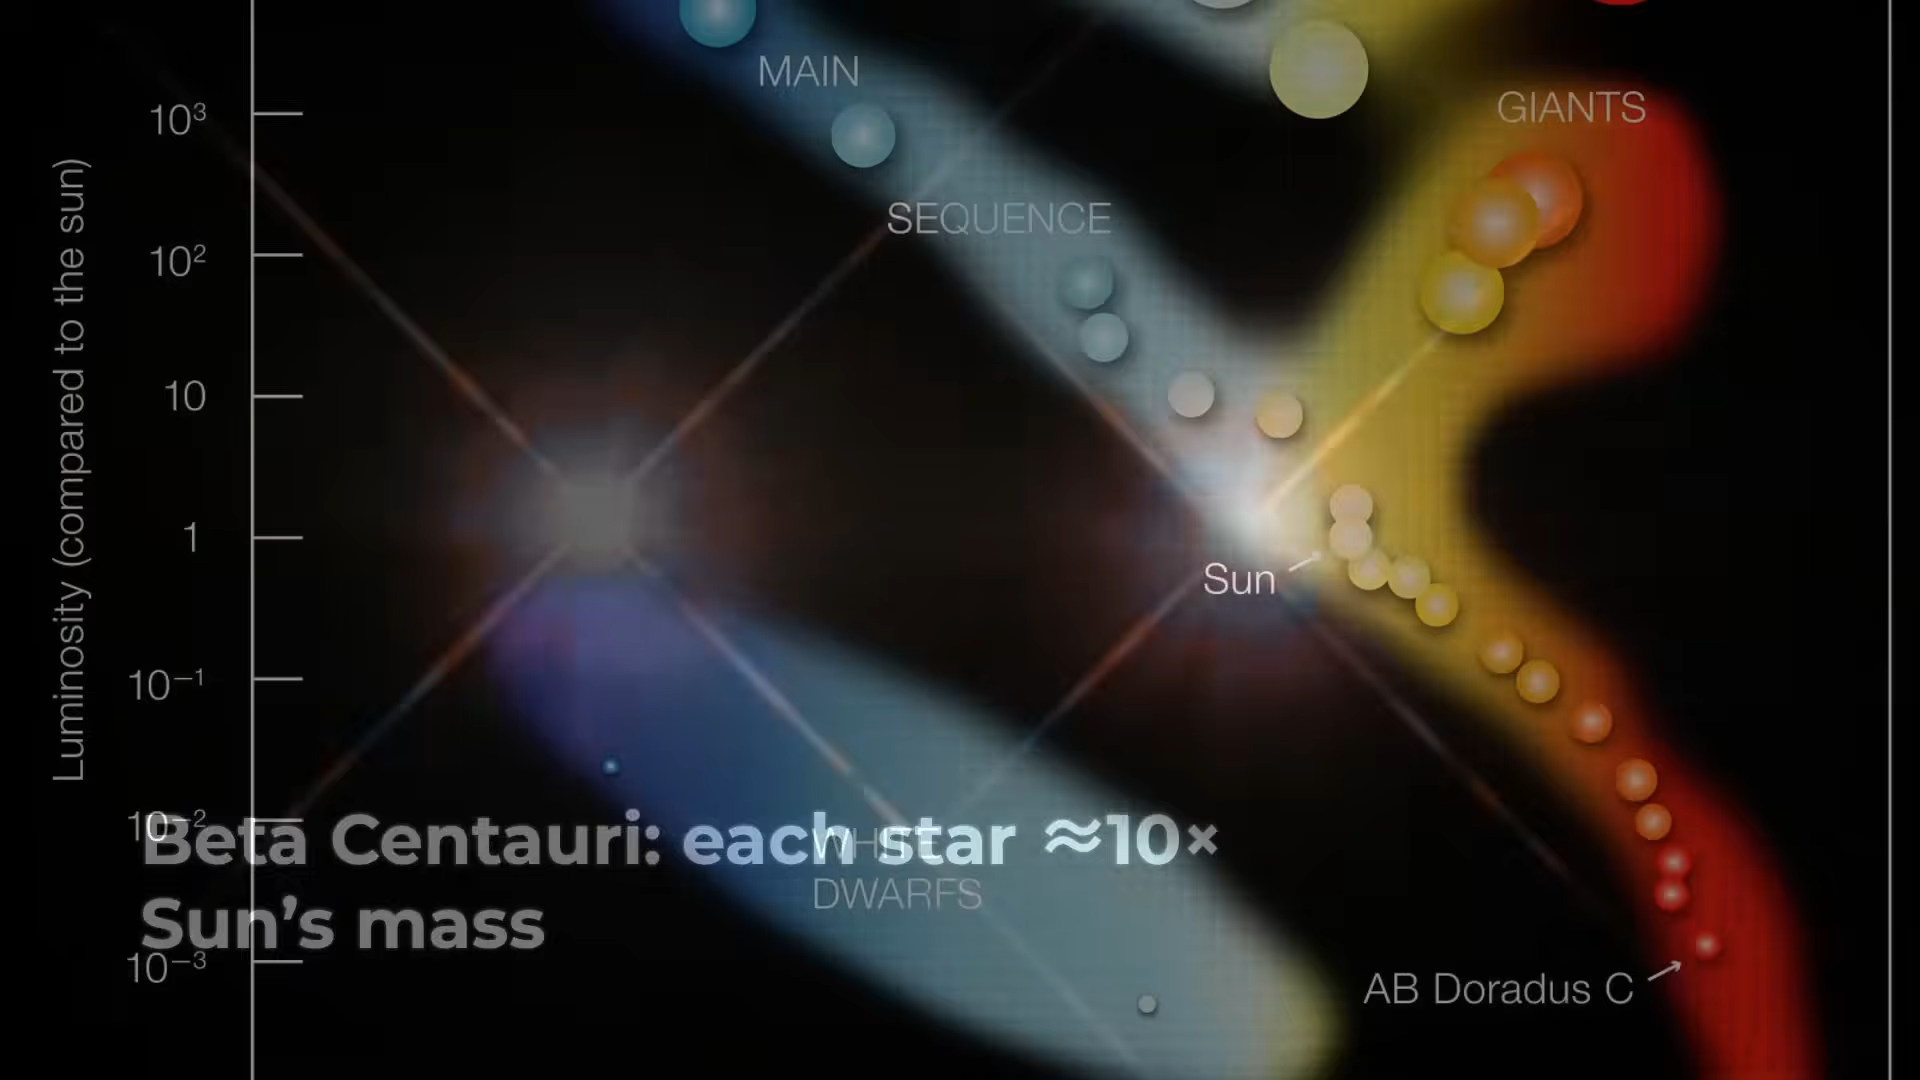 MAIN
GIANTS
10³
SEQUENCE
10²
Luminosity (compared to the sun)
10
1
Sun
10⁻¹
10⁻²
Beta Centauri: each star ≈10×
Sun’s mass
WHITE
DWARFS
10⁻³
AB Doradus C